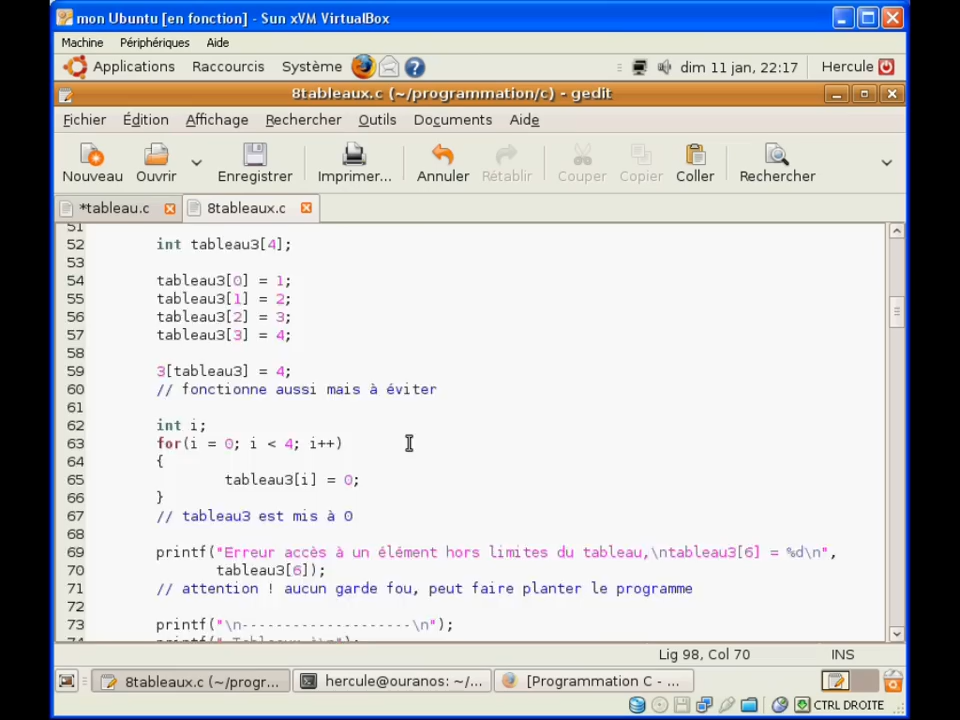 mon Ubuntu [en fonction] - Sun xVM VirtualBox
Machine Périphériques Aide
Applications Raccourcis Système dim 11 jan, 22:17 Hercule
8tableaux.c (~/programmation/c) - gedit
Fichier Édition Affichage Rechercher Outils Documents Aide
Nouveau Ouvrir Enregistrer Imprimer... Annuler Rétablir Couper Copier Coller Rechercher
*tableau.c 8tableaux.c
51
52 int tableau3[4];
53
54 tableau3[0] = 1;
55 tableau3[1] = 2;
56 tableau3[2] = 3;
57 tableau3[3] = 4;
58
59 3[tableau3] = 4;
60 // fonctionne aussi mais à éviter
61
62 int i;
63 for(i = 0; i < 4; i++)
64 {
65 tableau3[i] = 0;
66 }
67 // tableau3 est mis à 0
68
69 printf("Erreur accès à un élément hors limites du tableau,\ntableau3[6] = %d\n",
70 tableau3[6]);
71 // attention ! aucun garde fou, peut faire planter le programme
72
73 printf("\n--------------------\n");
Lig 98, Col 70 INS
8tableaux.c (~/progr... hercule@ouranos: ~/... [Programmation C - ...
CTRL DROITE